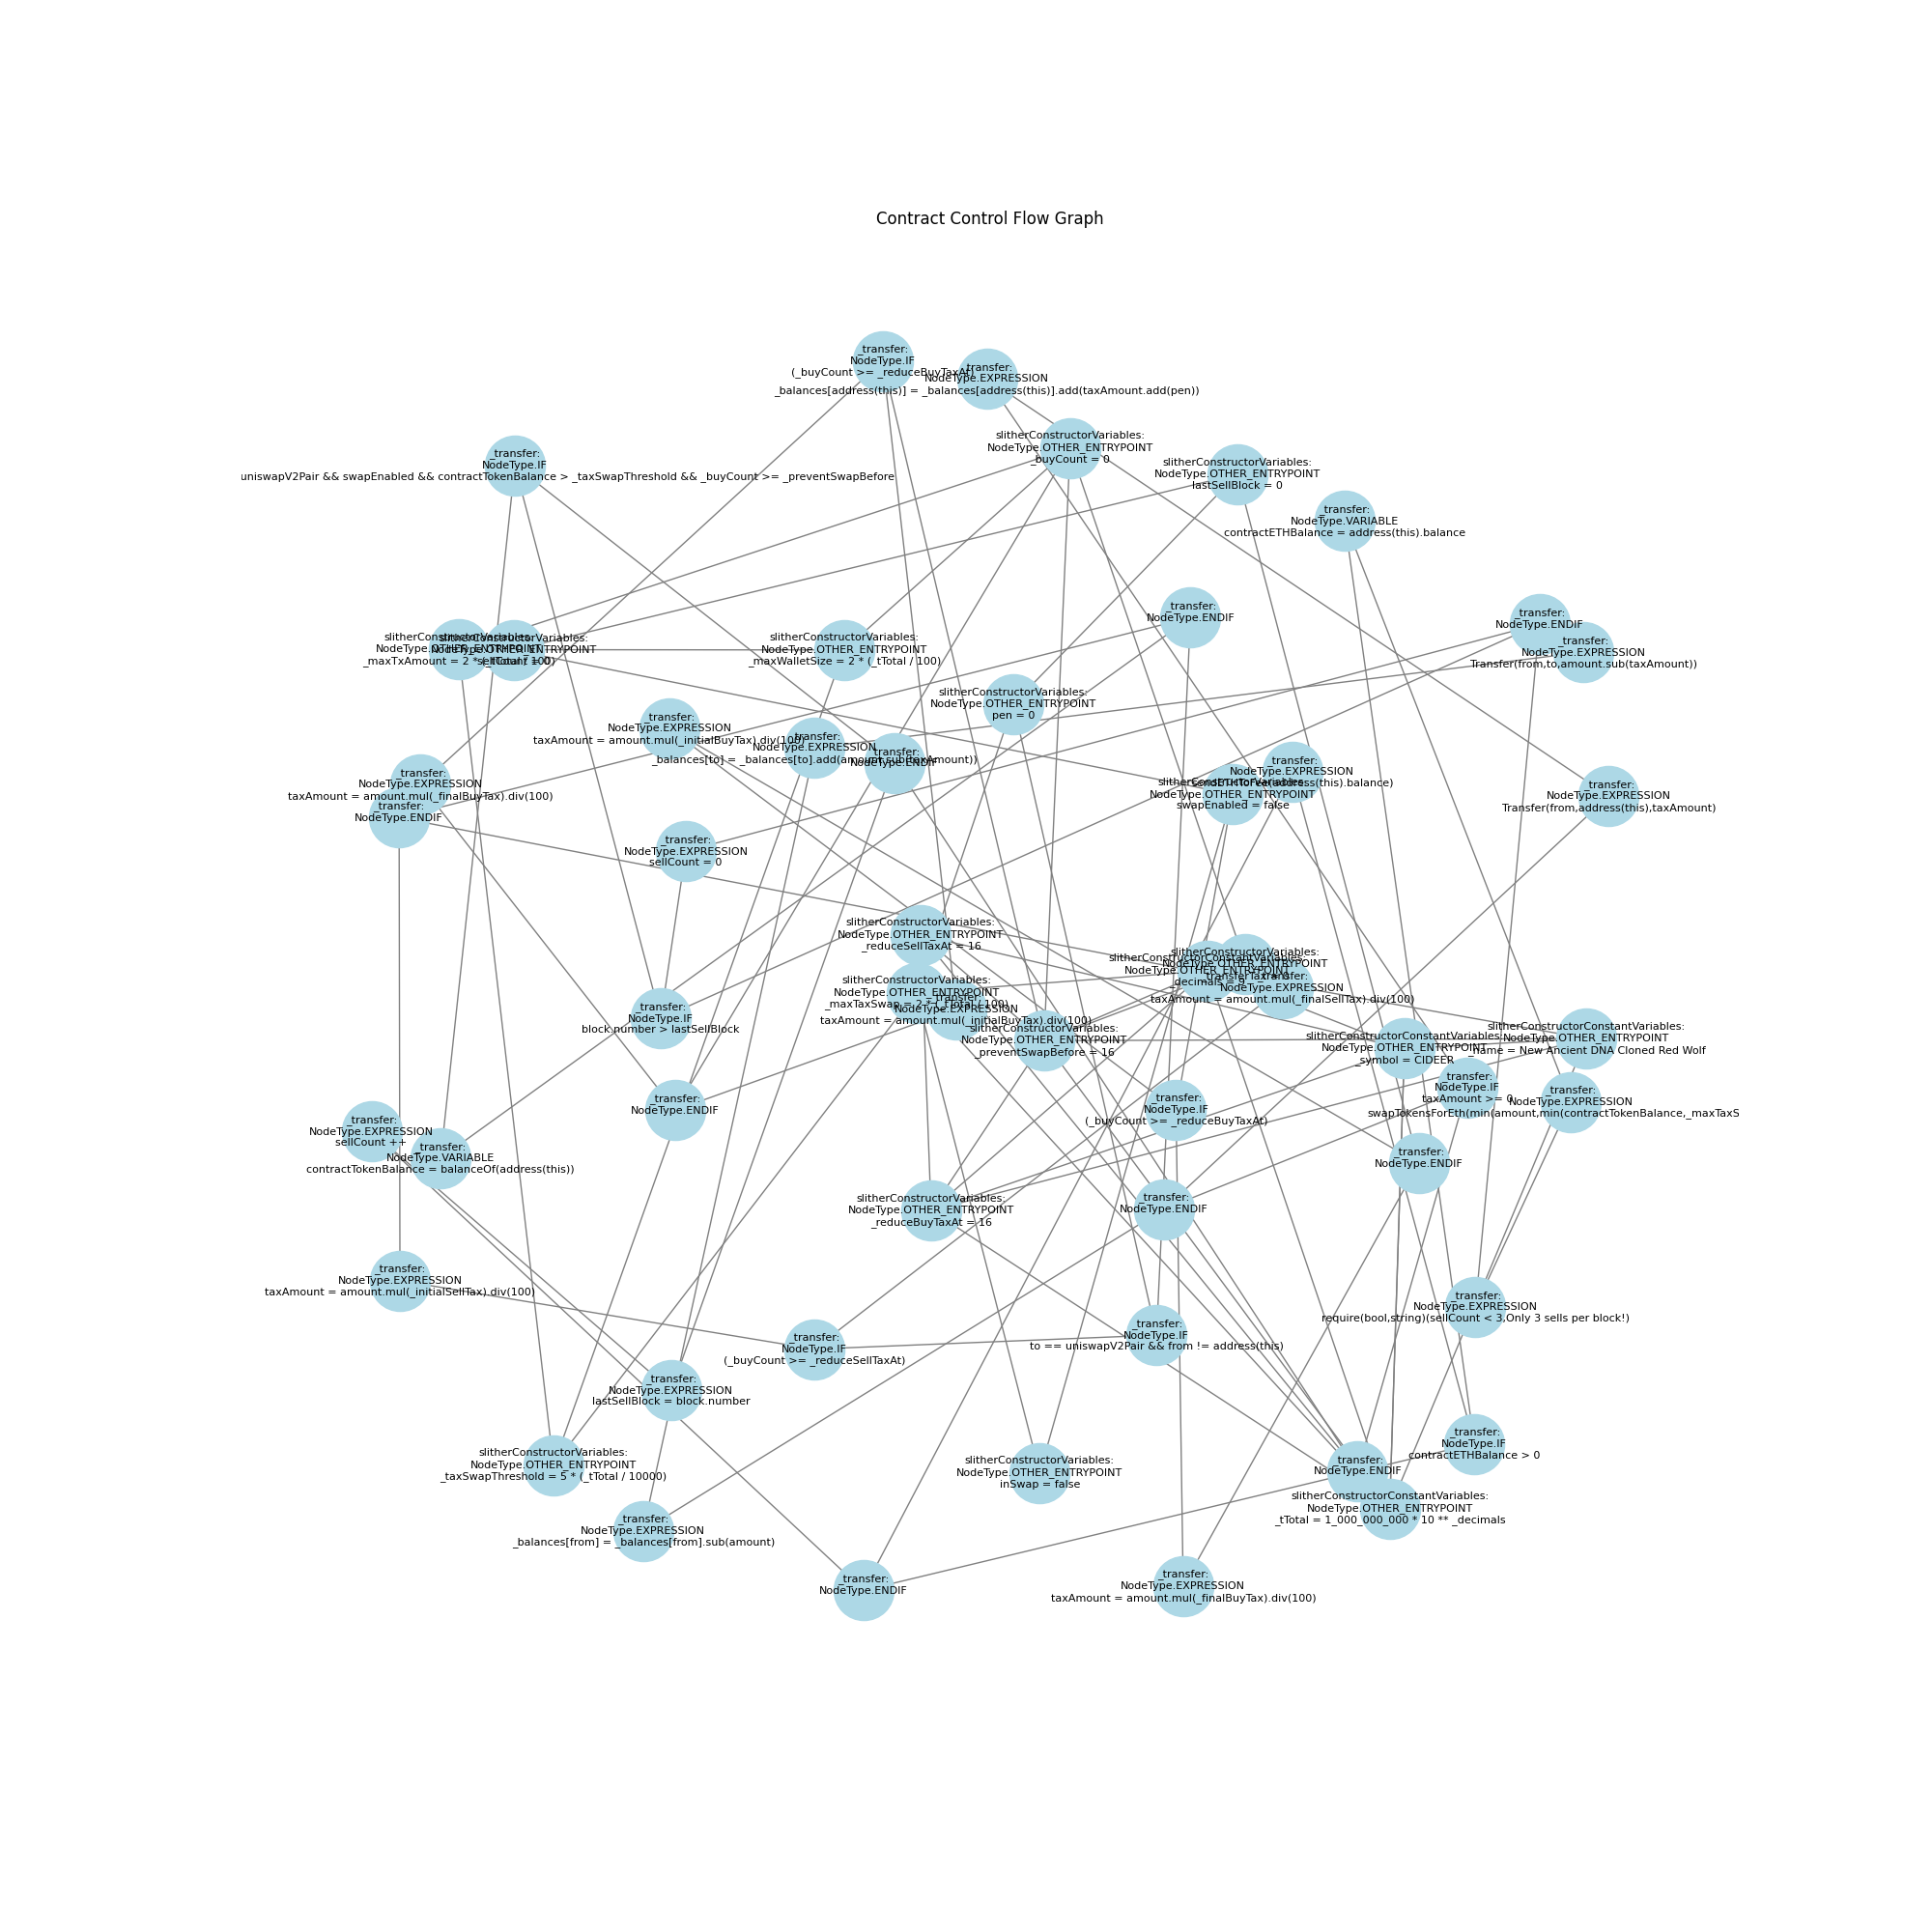 Contract Control Flow Graph
_transfer:
NodeType.IF
(_buyCount >= _reduceBuyTaxAt)
_transfer:
NodeType.EXPRESSION
_balances[address(this)] = _balances[address(this)].add(taxAmount.add(pen))
slitherConstructorVariables:
NodeType.OTHER_ENTRYPOINT
_buyCount = 0
_transfer:
NodeType.IF
uniswapV2Pair && swapEnabled && contractTokenBalance > _taxSwapThreshold && _buyCount >= _preventSwapBefore
slitherConstructorVariables:
NodeType.OTHER_ENTRYPOINT
lastSellBlock = 0
_transfer:
NodeType.VARIABLE
contractETHBalance = address(this).balance
_transfer:
NodeType.ENDIF
_transfer:
NodeType.ENDIF
_transfer:
NodeType.EXPRESSION
Transfer(from,to,amount.sub(taxAmount))
slitherConstructorVariables:
NodeType.OTHER_ENTRYPOINT
_maxTxAmount = 2 * (_tTotal / 100)
slitherConstructorVariables:
NodeType.OTHER_ENTRYPOINT
sellCount = 0
slitherConstructorVariables:
NodeType.OTHER_ENTRYPOINT
_maxWalletSize = 2 * (_tTotal / 100)
slitherConstructorVariables:
NodeType.OTHER_ENTRYPOINT
pen = 0
_transfer:
NodeType.EXPRESSION
taxAmount = amount.mul(_initialBuyTax).div(100)
_transfer:
NodeType.EXPRESSION
_balances[to] = _balances[to].add(amount.sub(taxAmount))
_transfer:
NodeType.ENDIF
_transfer:
NodeType.EXPRESSION
sendETHToFee(address(this).balance)
slitherConstructorVariables:
NodeType.OTHER_ENTRYPOINT
swapEnabled = false
_transfer:
NodeType.EXPRESSION
taxAmount = amount.mul(_finalBuyTax).div(100)
_transfer:
NodeType.ENDIF
_transfer:
NodeType.EXPRESSION
Transfer(from,address(this),taxAmount)
_transfer:
NodeType.EXPRESSION
sellCount = 0
slitherConstructorVariables:
NodeType.OTHER_ENTRYPOINT
_reduceSellTaxAt = 16
slitherConstructorConstantVariables:
NodeType.OTHER_ENTRYPOINT
_decimals = 9
slitherConstructorVariables:
NodeType.OTHER_ENTRYPOINT
_transfer:
NodeType.EXPRESSION
taxAmount = amount.mul(_finalSellTax).div(100)
slitherConstructorVariables:
NodeType.OTHER_ENTRYPOINT
_maxTaxSwap = 2 * (_tTotal / 100)
_transfer:
NodeType.EXPRESSION
taxAmount = amount.mul(_initialBuyTax).div(100)
_transfer:
NodeType.IF
block.number > lastSellBlock
slitherConstructorVariables:
NodeType.OTHER_ENTRYPOINT
_preventSwapBefore = 16
slitherConstructorConstantVariables:
NodeType.OTHER_ENTRYPOINT
_symbol = CIDEER
slitherConstructorConstantVariables:
NodeType.OTHER_ENTRYPOINT
_name = New Ancient DNA Cloned Red Wolf
_transfer:
NodeType.IF
taxAmount >= 0
_transfer:
NodeType.EXPRESSION
swapTokensForEth(min(amount,min(contractTokenBalance,_maxTaxS
_transfer:
NodeType.ENDIF
_transfer:
NodeType.IF
(_buyCount >= _reduceBuyTaxAt)
_transfer:
NodeType.EXPRESSION
sellCount ++
_transfer:
NodeType.VARIABLE
contractTokenBalance = balanceOf(address(this))
_transfer:
NodeType.ENDIF
slitherConstructorVariables:
NodeType.OTHER_ENTRYPOINT
_reduceBuyTaxAt = 16
_transfer:
NodeType.ENDIF
_transfer:
NodeType.EXPRESSION
taxAmount = amount.mul(_initialSellTax).div(100)
_transfer:
NodeType.EXPRESSION
require(bool,string)(sellCount < 3,Only 3 sells per block!)
_transfer:
NodeType.IF
to == uniswapV2Pair && from != address(this)
_transfer:
NodeType.IF
(_buyCount >= _reduceSellTaxAt)
_transfer:
NodeType.EXPRESSION
lastSellBlock = block.number
_transfer:
NodeType.IF
contractETHBalance > 0
slitherConstructorVariables:
NodeType.OTHER_ENTRYPOINT
_taxSwapThreshold = 5 * (_tTotal / 10000)
slitherConstructorVariables:
NodeType.OTHER_ENTRYPOINT
inSwap = false
_transfer:
NodeType.ENDIF
slitherConstructorConstantVariables:
NodeType.OTHER_ENTRYPOINT
_tTotal = 1_000_000_000 * 10 ** _decimals
_transfer:
NodeType.EXPRESSION
_balances[from] = _balances[from].sub(amount)
_transfer:
NodeType.ENDIF
_transfer:
NodeType.EXPRESSION
taxAmount = amount.mul(_finalBuyTax).div(100)